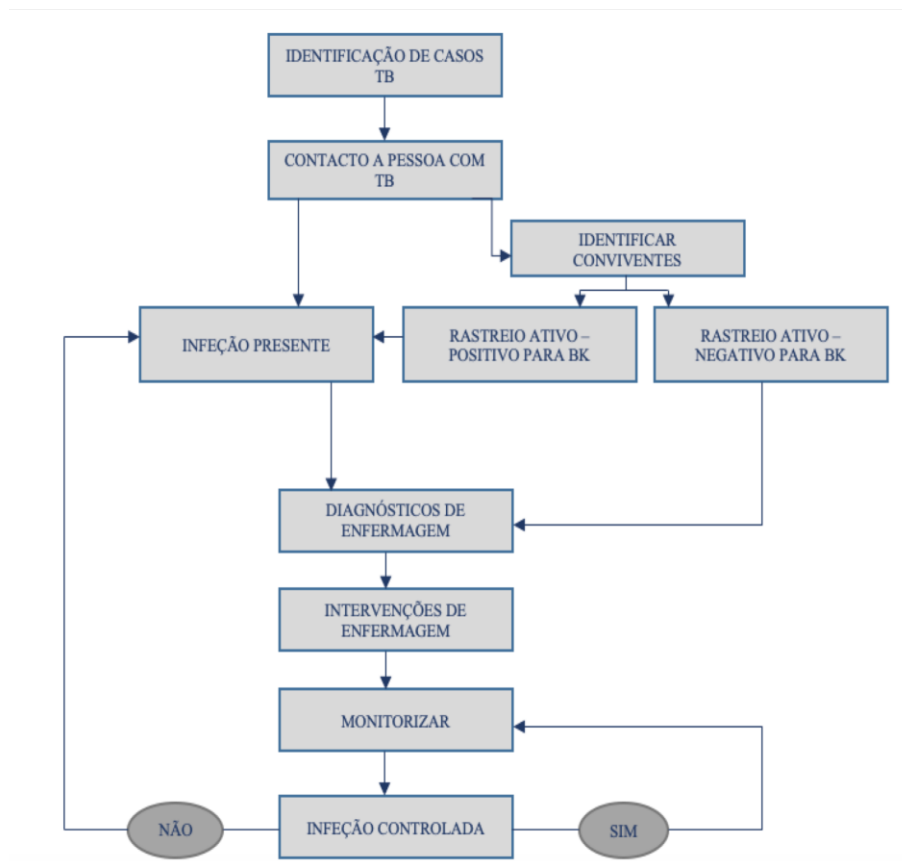 IDENTIFICAÇÃO DE CASOS
TB
CONTACTO A PESSOA COM
TB
IDENTIFICAR
CONVIVENTES
INFEÇÃO PRESENTE
RASTREIO ATIVO –
POSITIVO PARA BK
RASTREIO ATIVO –
NEGATIVO PARA BK
DIAGNÓSTICOS DE
ENFERMAGEM
INTERVENÇÕES DE
ENFERMAGEM
MONITORIZAR
NÃO
INFEÇÃO CONTROLADA
SIM